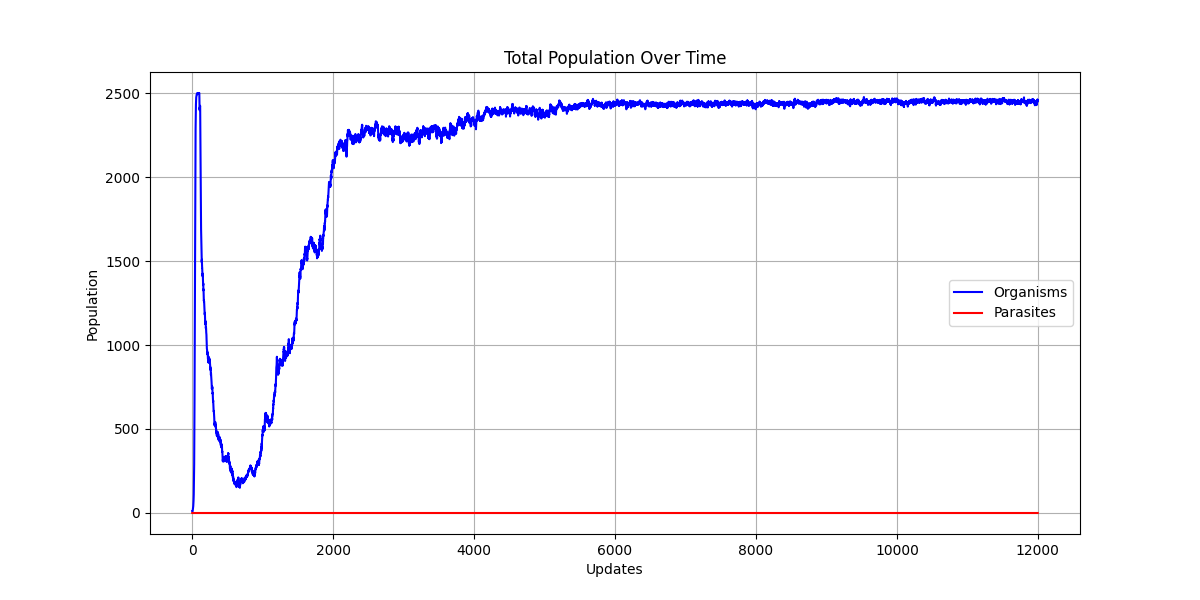 Total Population Over Time
Population
2500
2000
1500
1000
500
0
Organisms
Parasites
0 2000 4000 6000 8000 10000 12000
Updates